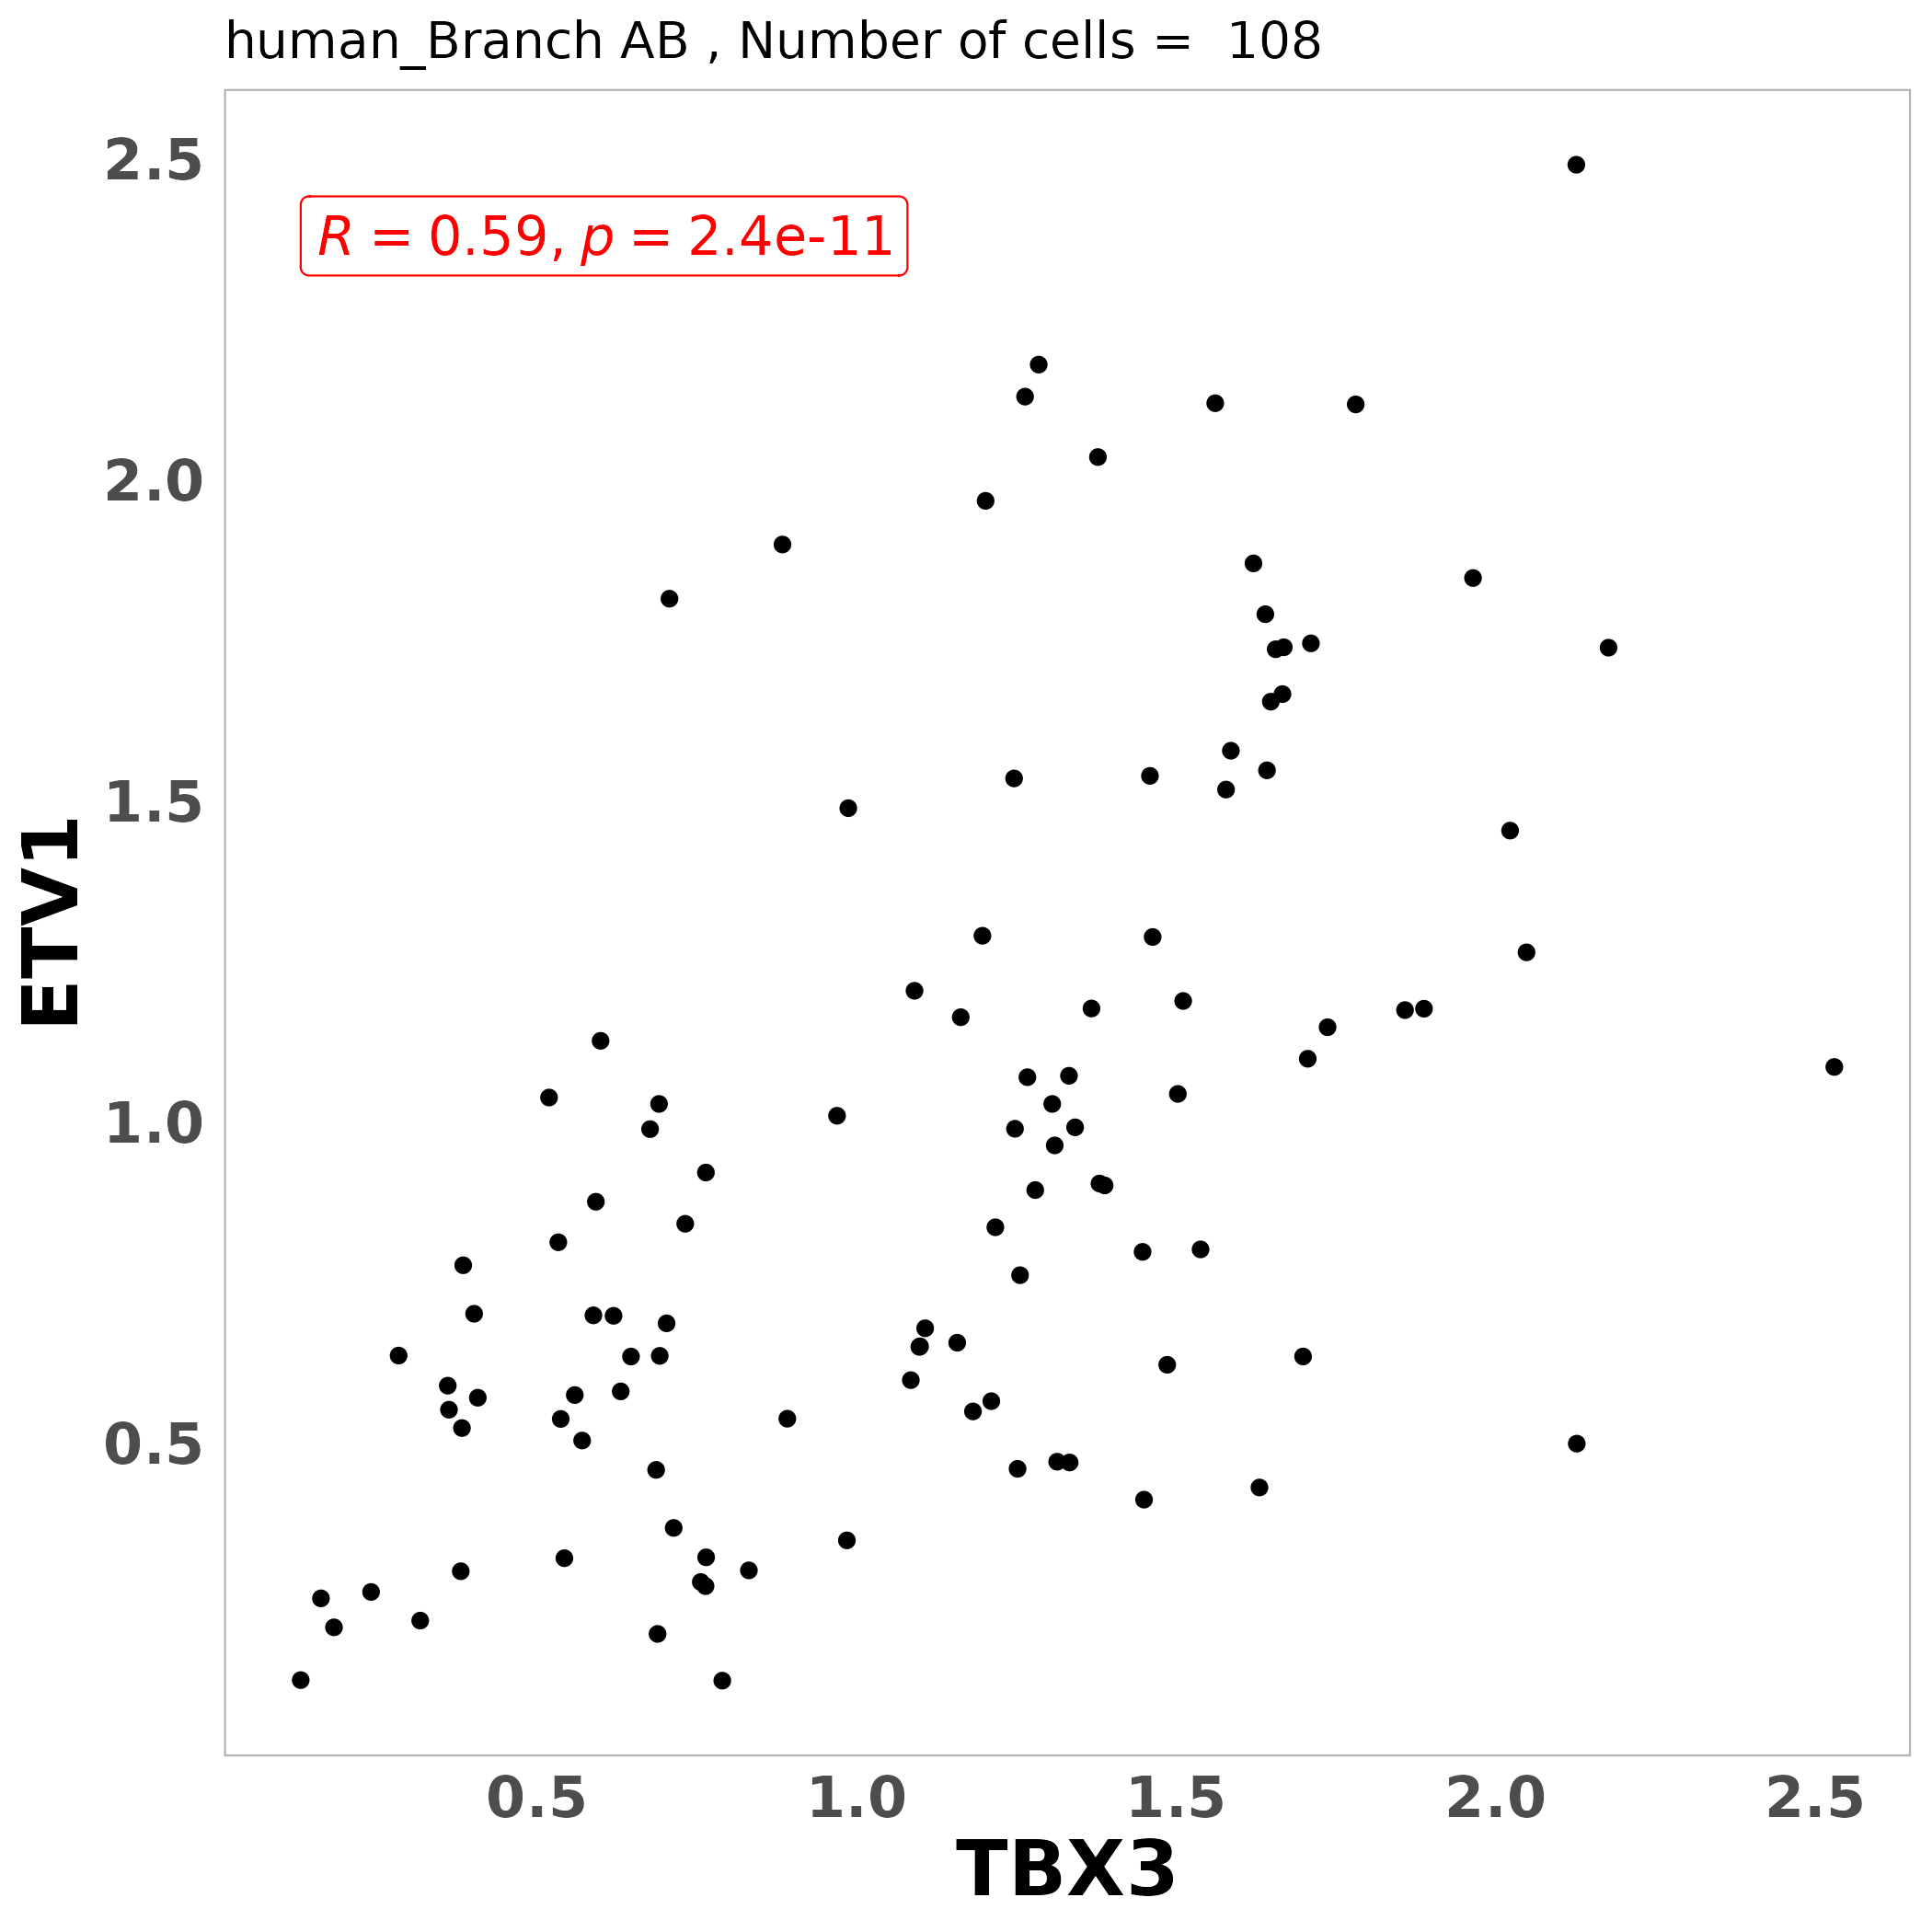 human_Branch AB , Number of cells =  108
2.5
R = 0.59, p = 2.4e-11
2.0
1.5
ETV1
1.0
0.5
0.5 1.0 1.5 2.0 2.5
TBX3